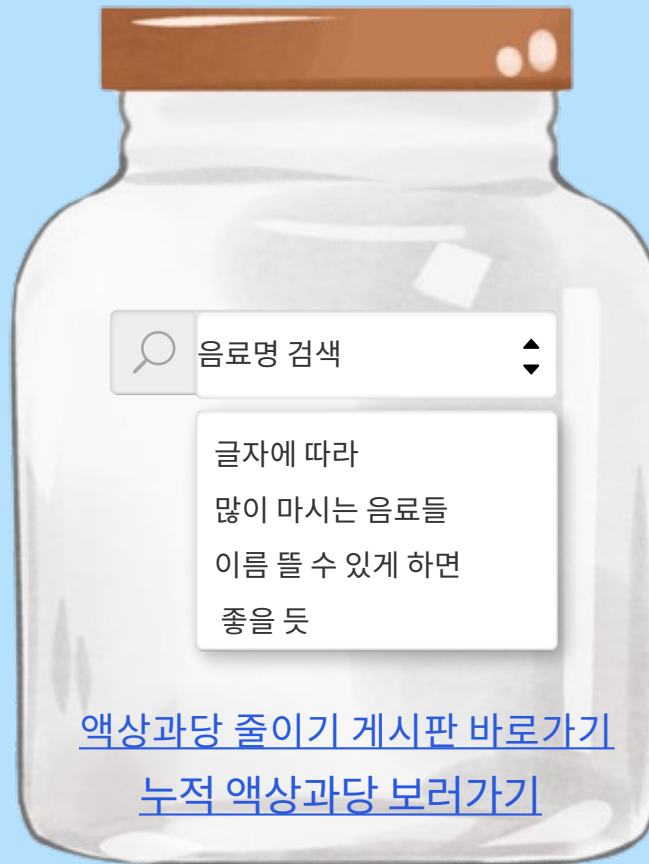 음료명 검색
글자에 따라
많이 마시는 음료들
이름 뜰 수 있게 하면
좋을 듯
액상과당 줄이기 게시판 바로가기
누적 액상과당 보러가기